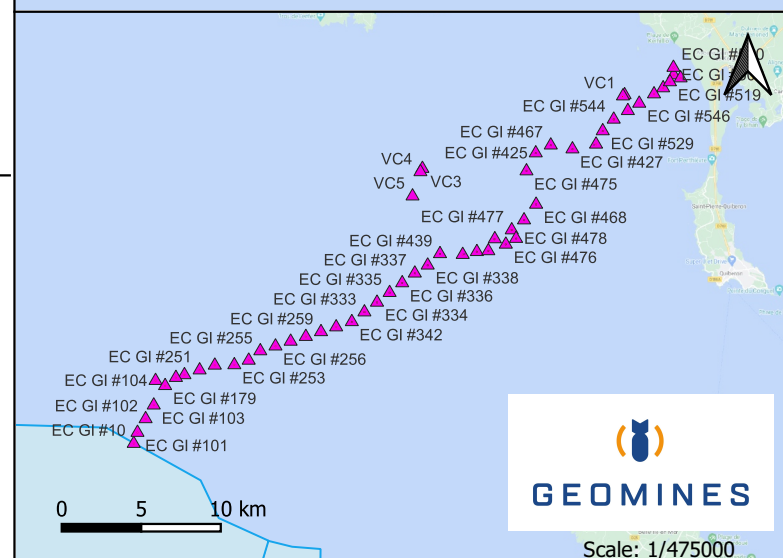 EC GI #519
VC1
EC GI #544
EC GI #546
EC GI #467
EC GI #529
EC GI #425
EC GI #427
VC4
EC GI #475
VC5
VC3
EC GI #477
EC GI #468
EC GI #439
EC GI #478
EC GI #476
EC GI #337
EC GI #338
EC GI #335
EC GI #336
EC GI #333
EC GI #334
EC GI #259
EC GI #342
EC GI #255
EC GI #256
EC GI #251
EC GI #253
EC GI #104
EC GI #179
EC GI #102
EC GI #103
EC GI #10
EC GI #101
Quiberon
GEOMINES
0 5 10 km
Scale: 1/475000